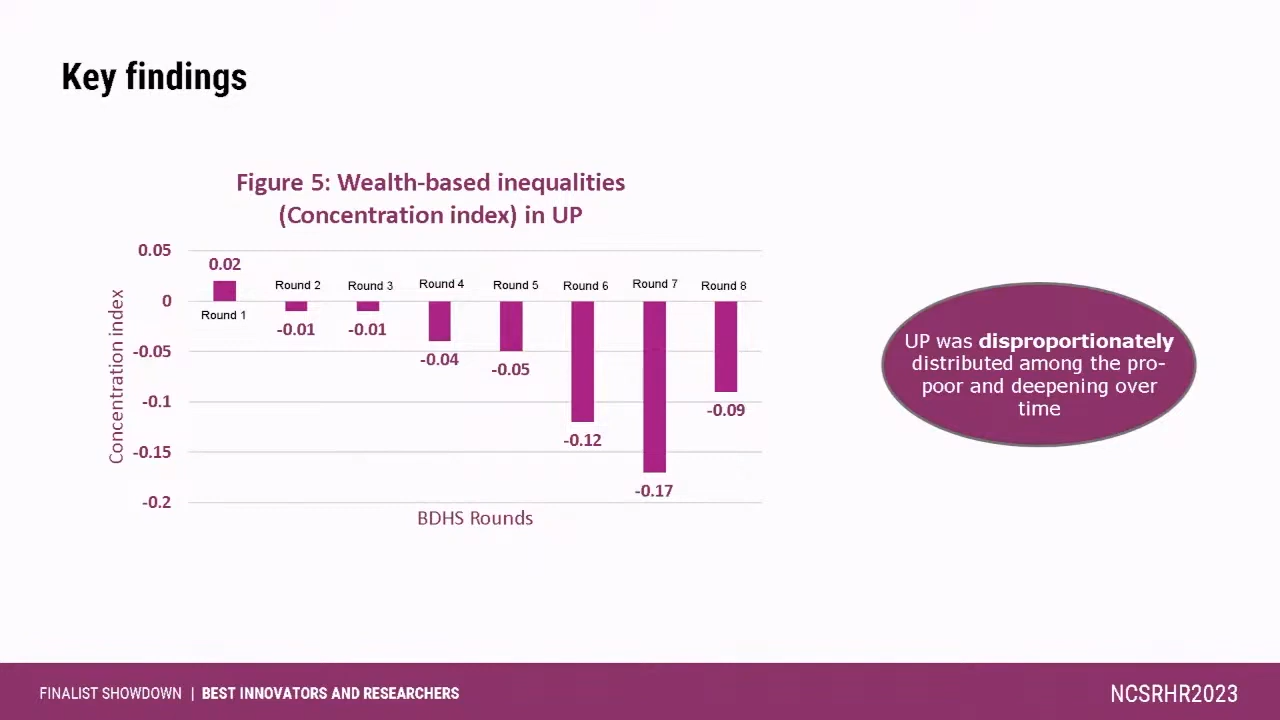 Key findings
Figure 5: Wealth-based inequalities
(Concentration index) in UP
Concentration index
0.05
0
-0.05
-0.1
-0.15
-0.2
0.02
-0.01
-0.01
-0.04
-0.05
-0.12
-0.17
-0.09
Round 1
Round 2
Round 3
Round 4
Round 5
Round 6
Round 7
Round 8
BDHS Rounds
UP was disproportionately
distributed among the pro-
poor and deepening over
time
FINALIST SHOWDOWN | BEST INNOVATORS AND RESEARCHERS
NCSRHR2023